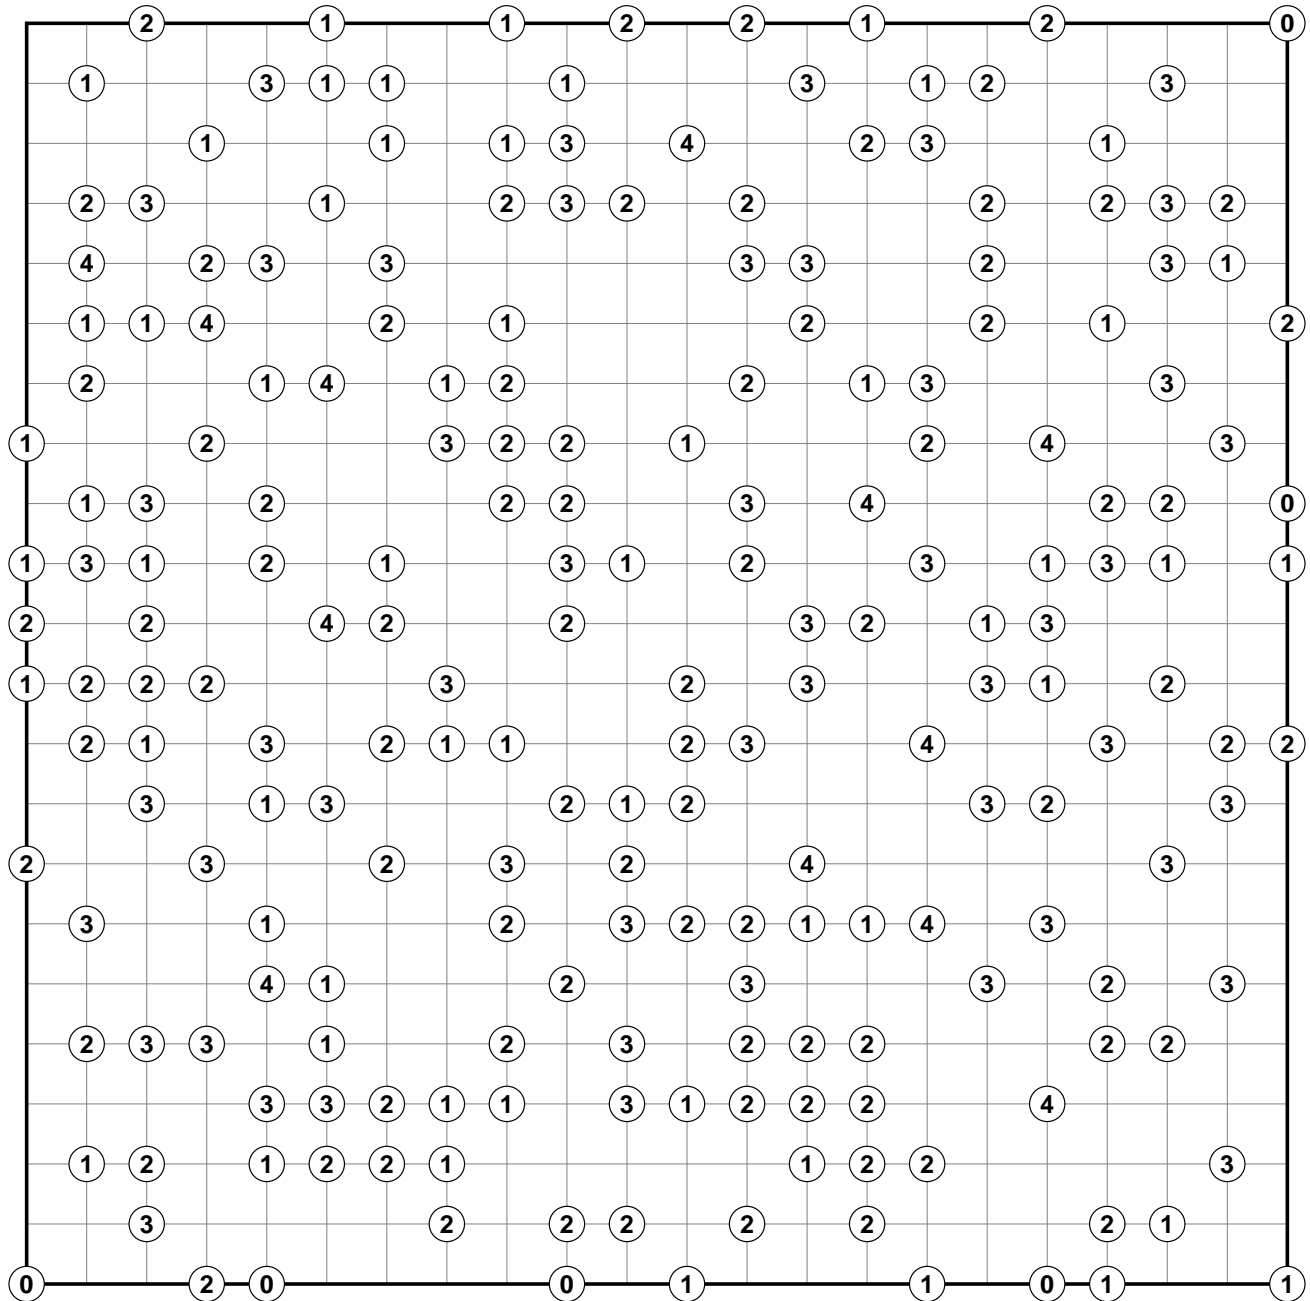 2 1 1 2 2 1 2 0
1 3 1 1 1 3 1 2 3
1 1 1 3 4 2 3 1
2 3 1 2 3 2 2 2 2 3 2
4 2 3 3 3 3 2 3 1
1 1 4 2 1 2 2 1 2
2 1 4 1 2 2 1 3 3
1 2 3 2 2 1 2 4 3
1 3 2 2 2 3 4 2 2 0
1 3 1 2 1 3 1 2 3 1 3 1 1
2 2 4 2 2 3 2 1 3
1 2 2 2 3 2 3 3 1 2
2 1 3 2 1 1 2 3 4 3 2 2
3 1 3 2 1 2 3 2 3
2 3 2 3 2 4 3
3 1 2 3 2 2 1 1 4 3
4 1 2 3 3 2 3
2 3 3 1 2 3 2 2 2 2 2
3 3 2 1 1 3 1 2 2 2 4
1 2 1 2 2 1 1 2 2 3
3 2 2 2 2 2 2 1
0 2 0 0 1 1 0 1 1